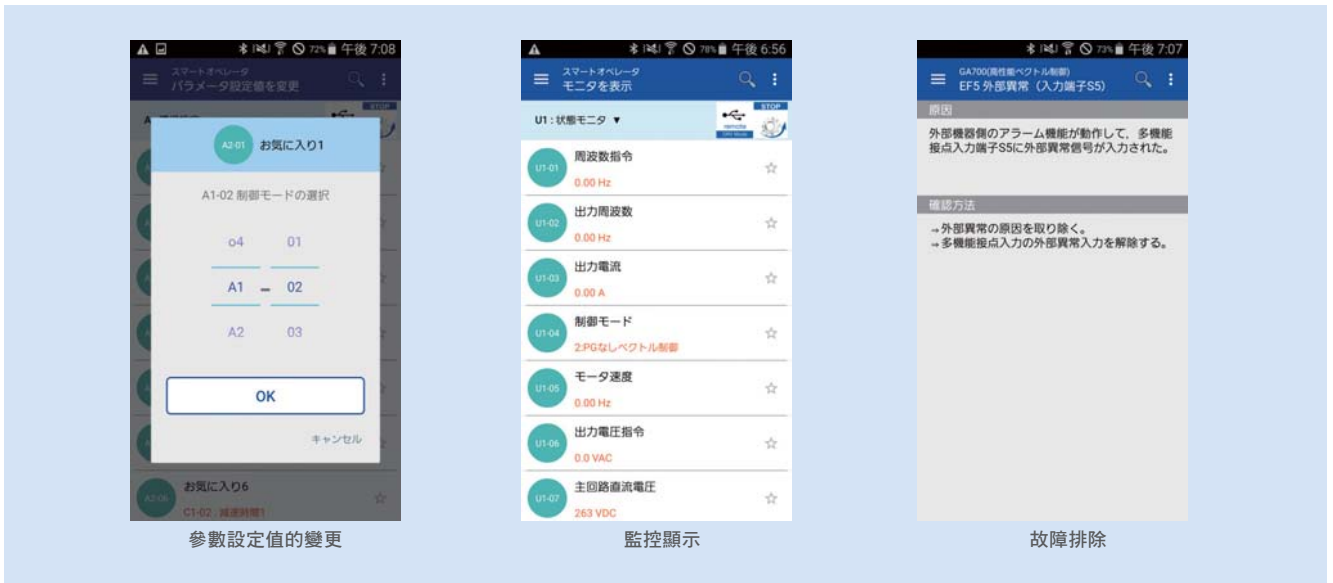 72% 午後 7:08
スマートオペレータ
パラメータ設定値を変更
STOP
A2-01 お気に入り1
A1-02 制御モードの選択
o4 01
A1 - 02
A2 03
OK
キャンセル
A2-06 お気に入り6
C1-02 : 減速時間1
参數設定值的變更
78% 午後 6:56
スマートオペレータ
モニタを表示
U1 : 状態モニタ ▼
remote
STOP
U1-01 周波数指令
0.00 Hz
U1-02 出力周波数
0.00 Hz
U1-03 出力電流
0.00 A
U1-04 制御モード
2:PGなしベクトル制御
U1-05 モータ速度
0.00 Hz
U1-06 出力電圧指令
0.0 VAC
U1-07 主回路直流電圧
263 VDC
監控顯示
73% 午後 7:07
GA700(高性能ベクトル制御)
EF5 外部異常（入力端子S5）
原因
外部機器側のアラーム機能が動作して，多機能
接点入力端子S5に外部異常信号が入力された。
確認方法
→外部異常の原因を取り除く。
→多機能接点入力の外部異常入力を解除する。
故障排除